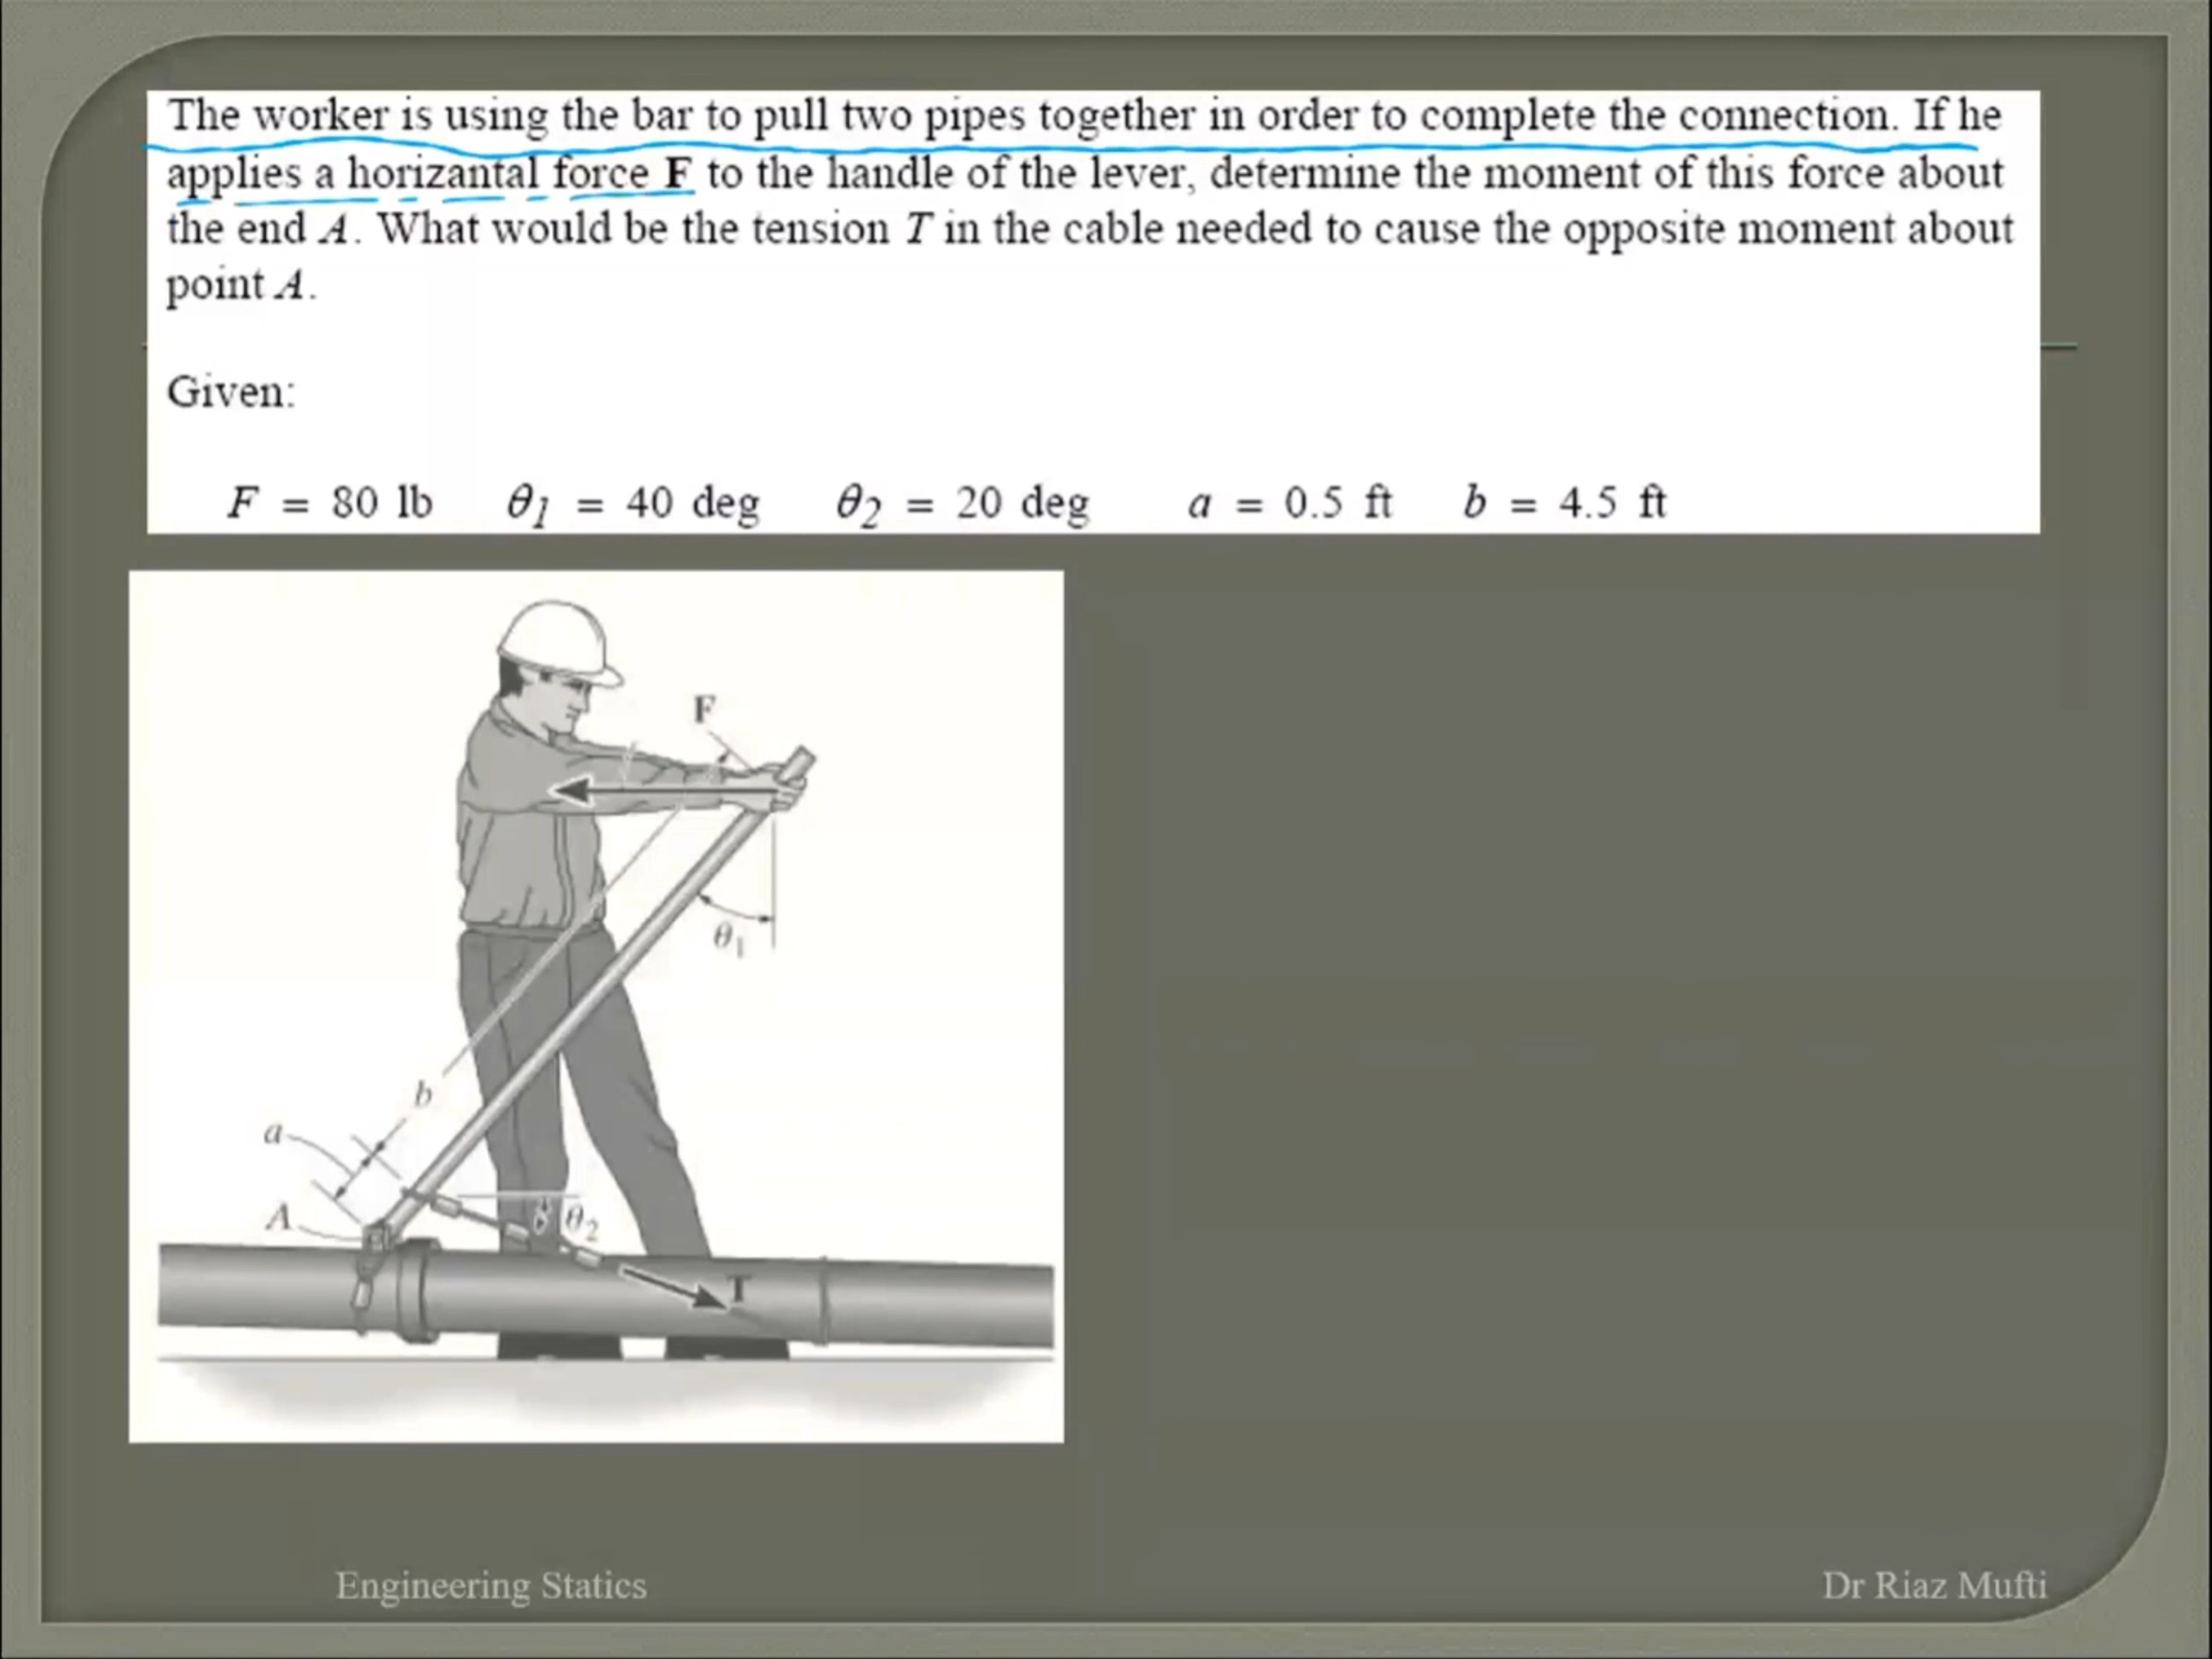 The worker is using the bar to pull two pipes together in order to complete the connection. If he
applies a horizantal force F to the handle of the lever, determine the moment of this force about
the end A. What would be the tension T in the cable needed to cause the opposite moment about
point A.
Given:
F = 80 lb θ1 = 40 deg θ2 = 20 deg a = 0.5 ft b = 4.5 ft
F
θ1
b
a
A
θ2
T
Engineering Statics
Dr Riaz Mufti